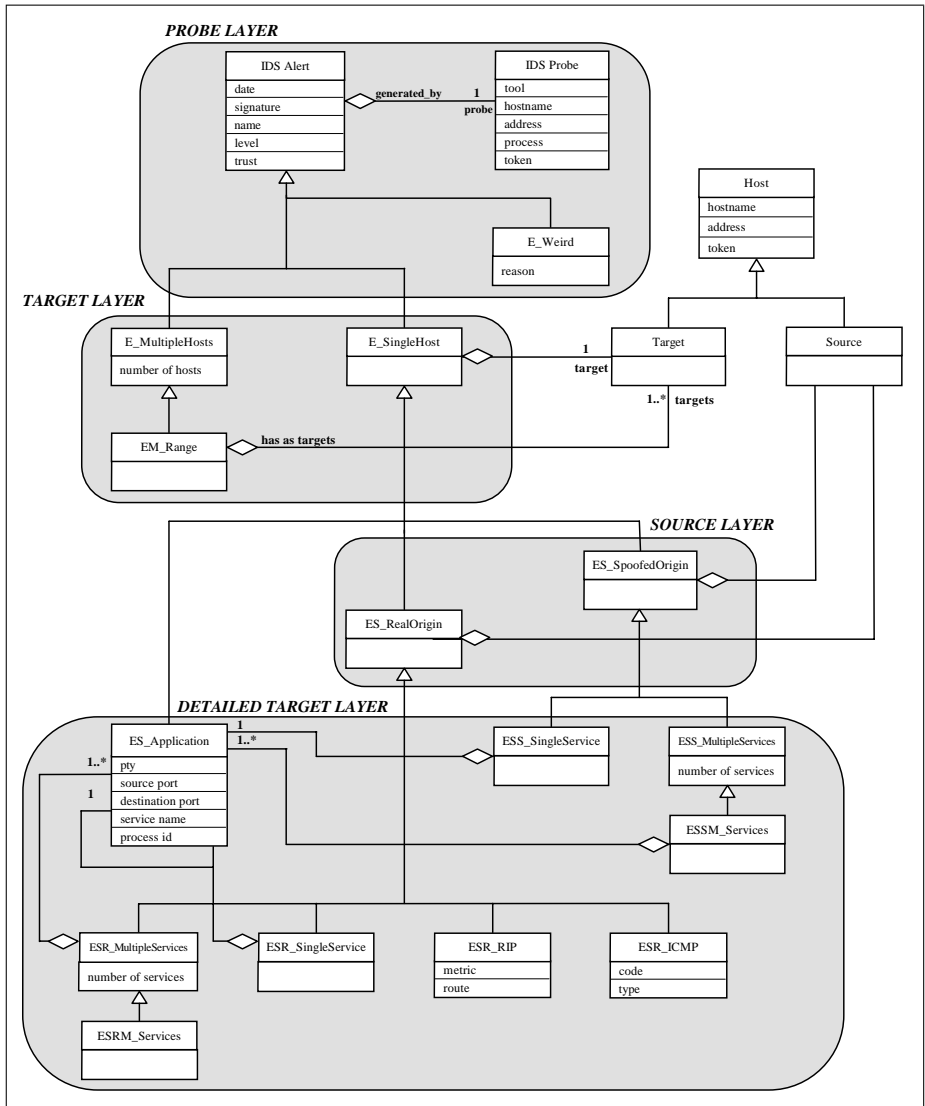 PROBE LAYER
IDS Alert
date
signature
name
level
trust
generated_by
1
probe
IDS Probe
tool
hostname
address
process
token
E_Weird
reason
Host
hostname
address
token
TARGET LAYER
E_MultipleHosts
number of hosts
E_SingleHost
1
target
Target
Source
1..* targets
EM_Range
has as targets
SOURCE LAYER
ES_SpoofedOrigin
ES_RealOrigin
DETAILED TARGET LAYER
ES_Application
pty
source port
destination port
service name
process id
1
1..*
1..*
1
ESS_SingleService
ESS_MultipleServices
number of services
ESSM_Services
ESR_MultipleServices
number of services
ESR_SingleService
ESR_RIP
metric
route
ESR_ICMP
code
type
ESRM_Services